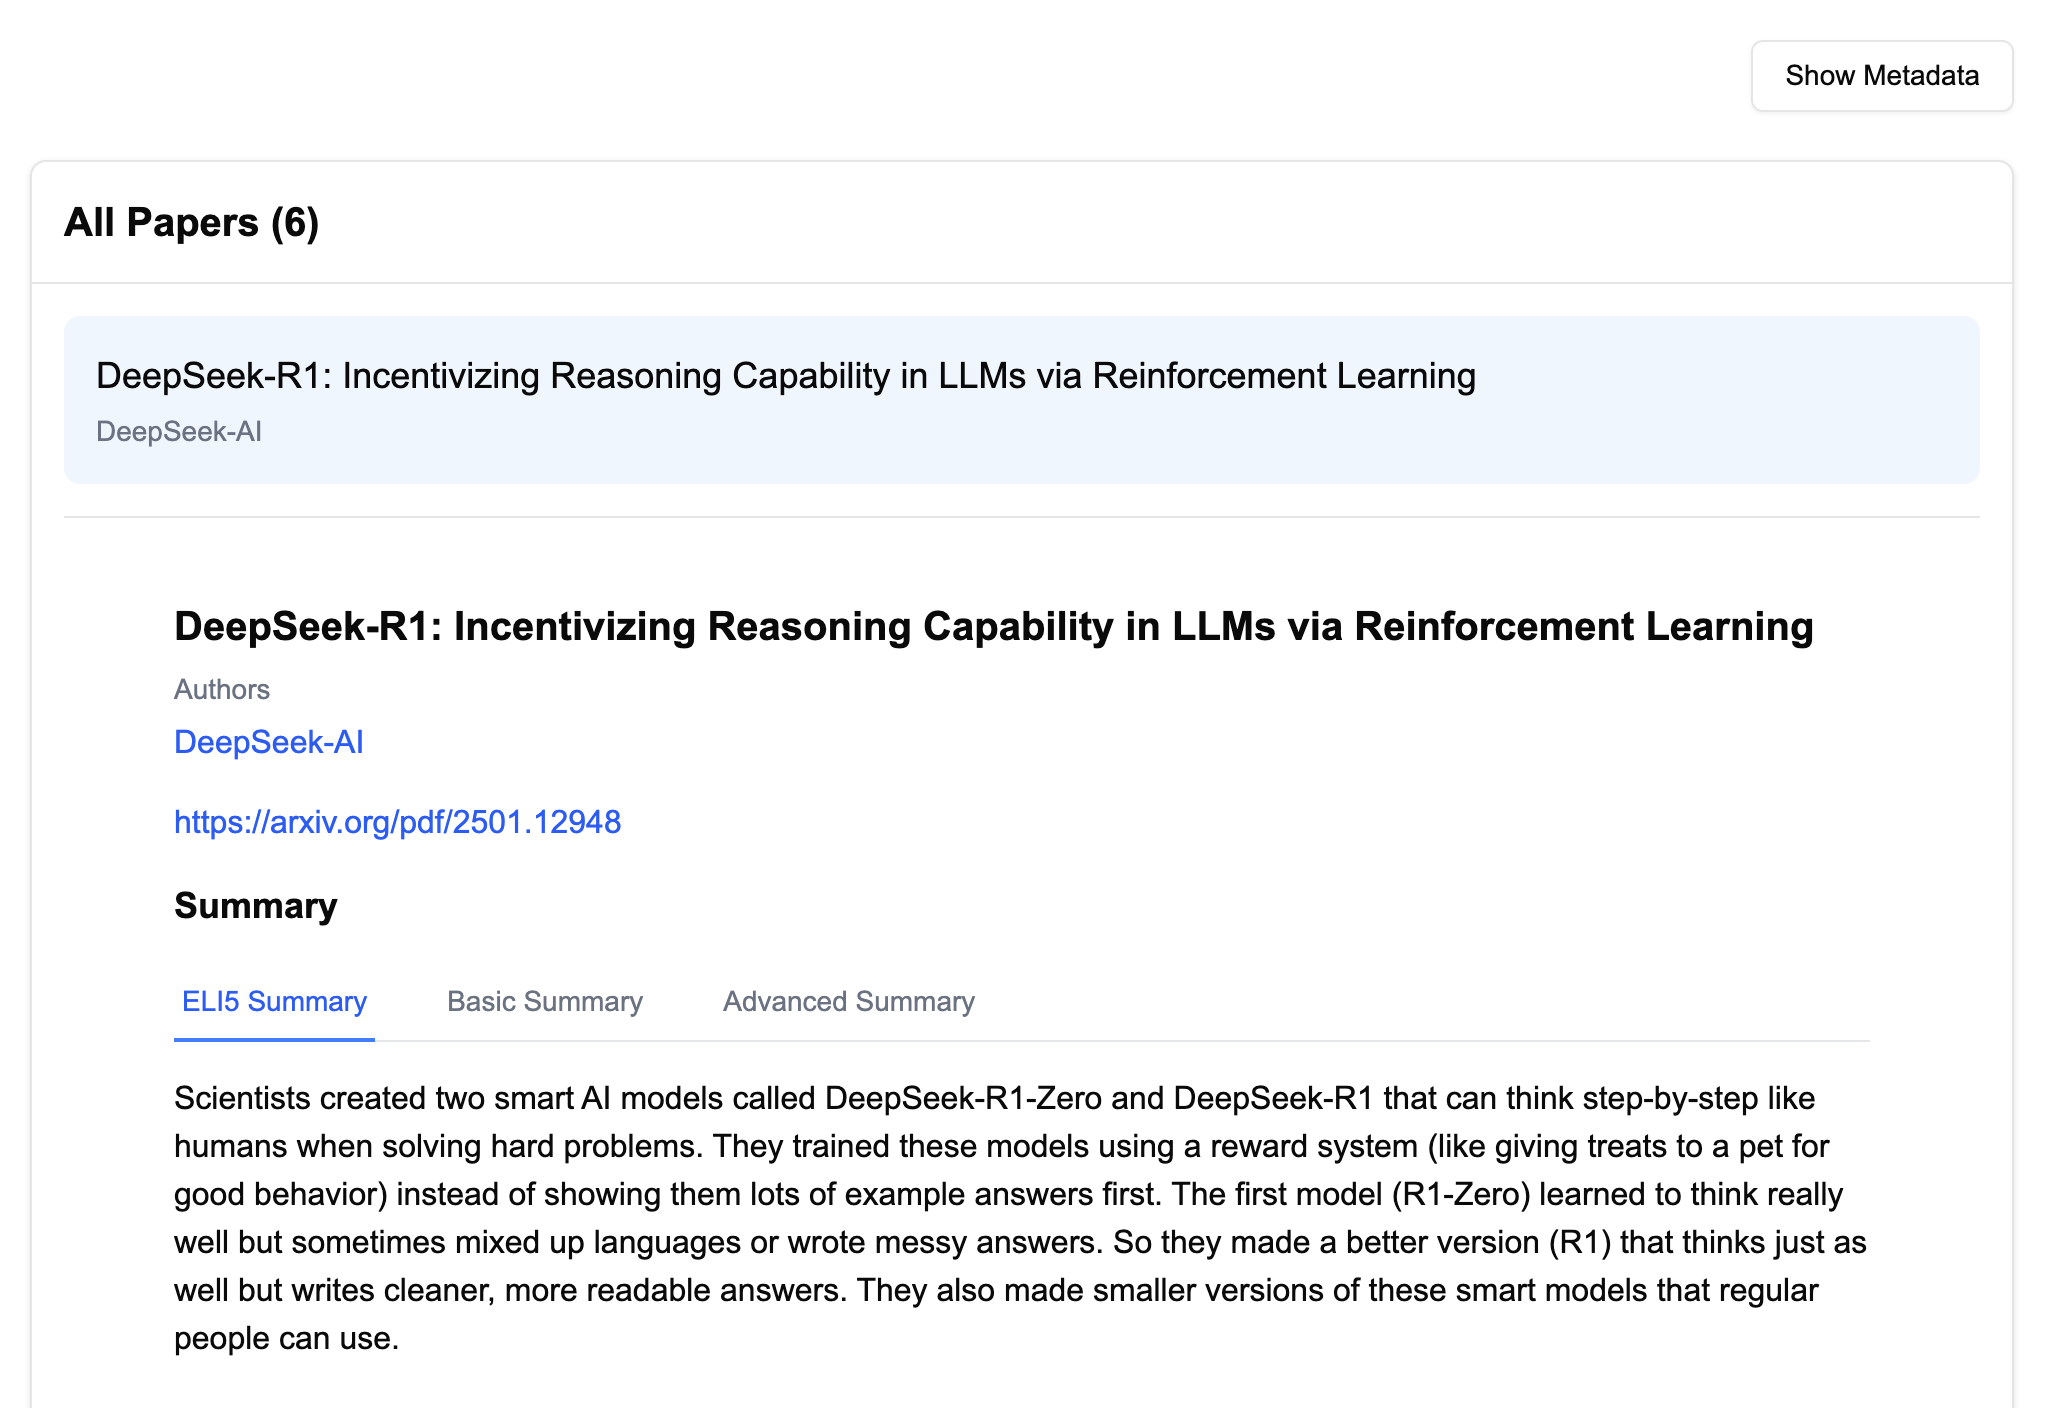 Show Metadata
All Papers (6)
DeepSeek-R1: Incentivizing Reasoning Capability in LLMs via Reinforcement Learning
DeepSeek-AI
DeepSeek-R1: Incentivizing Reasoning Capability in LLMs via Reinforcement Learning
Authors
DeepSeek-AI
https://arxiv.org/pdf/2501.12948
Summary
ELI5 Summary Basic Summary Advanced Summary
Scientists created two smart AI models called DeepSeek-R1-Zero and DeepSeek-R1 that can think step-by-step like
humans when solving hard problems. They trained these models using a reward system (like giving treats to a pet for
good behavior) instead of showing them lots of example answers first. The first model (R1-Zero) learned to think really
well but sometimes mixed up languages or wrote messy answers. So they made a better version (R1) that thinks just as
well but writes cleaner, more readable answers. They also made smaller versions of these smart models that regular
people can use.